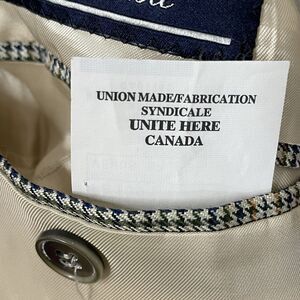 UNION MADE/FABRICATION
SYNDICALE
UNITE HERE
CANADA